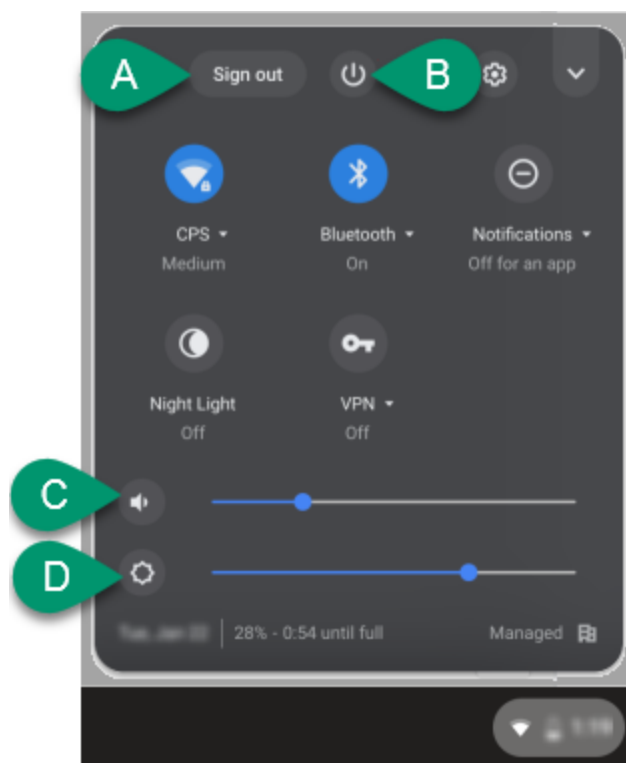 A Sign out B
CPS Bluetooth Notifications
Medium On Off for an app
Night Light VPN
Off Off
C
D
28% - 0:54 until full Managed